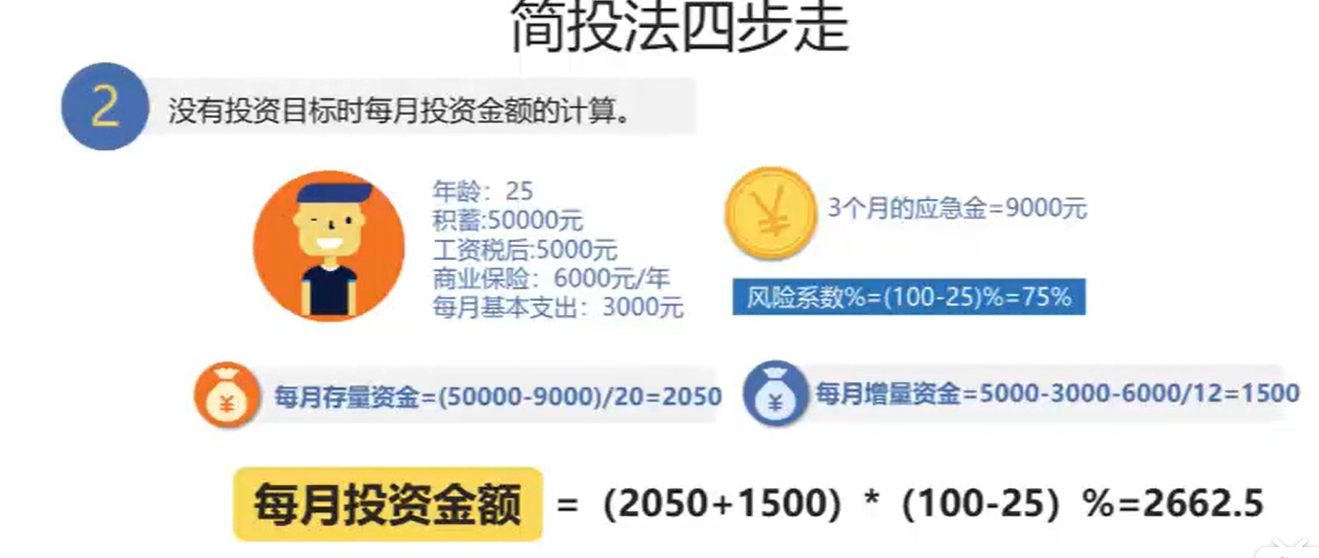 简投法四步走
2
没有投资目标时每月投资金额的计算。
年龄：25
积蓄:50000元
工资税后:5000元
商业保险：6000元/年
每月基本支出：3000元
¥
3个月的应急金=9000元
风险系数%=(100-25)%=75%
¥
每月存量资金=(50000-9000)/20=2050
¥
每月增量资金=5000-3000-6000/12=1500
每月投资金额 =（2050+1500）*（100-25）%=2662.5